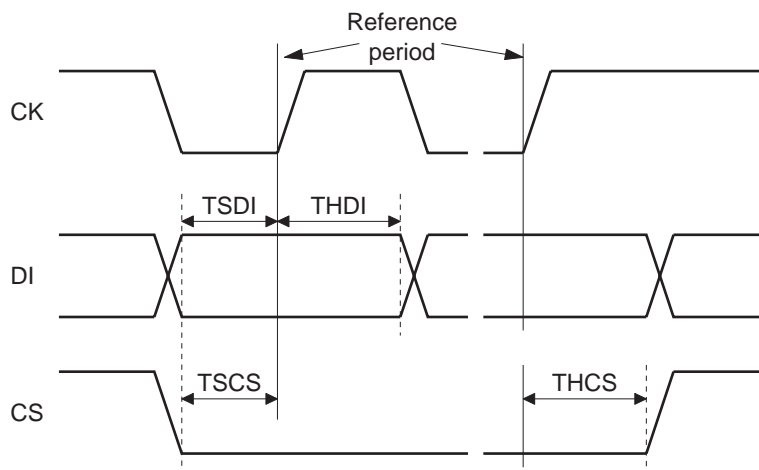 Reference
period
CK
TSDI
THDI
DI
TSCS
THCS
CS